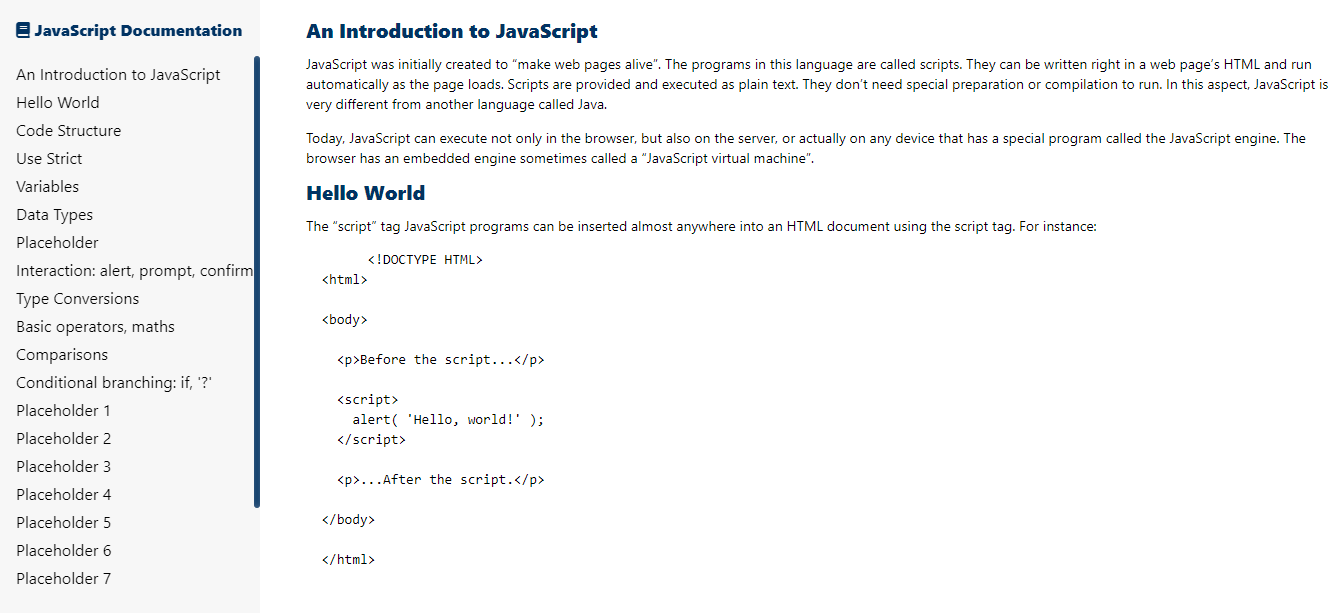 JavaScript Documentation
An Introduction to JavaScript
Hello World
Code Structure
Use Strict
Variables
Data Types
Placeholder
Interaction: alert, prompt, confirm
Type Conversions
Basic operators, maths
Comparisons
Conditional branching: if, '?'
Placeholder 1
Placeholder 2
Placeholder 3
Placeholder 4
Placeholder 5
Placeholder 6
Placeholder 7
An Introduction to JavaScript
JavaScript was initially created to “make web pages alive”. The programs in this language are called scripts. They can be written right in a web page’s HTML and run
automatically as the page loads. Scripts are provided and executed as plain text. They don’t need special preparation or compilation to run. In this aspect, JavaScript is
very different from another language called Java.
Today, JavaScript can execute not only in the browser, but also on the server, or actually on any device that has a special program called the JavaScript engine. The
browser has an embedded engine sometimes called a “JavaScript virtual machine”.
Hello World
The “script” tag JavaScript programs can be inserted almost anywhere into an HTML document using the script tag. For instance:
<!DOCTYPE HTML>
<html>
<body>
<p>Before the script...</p>
<script>
alert( 'Hello, world!' );
</script>
<p>...After the script.</p>
</body>
</html>